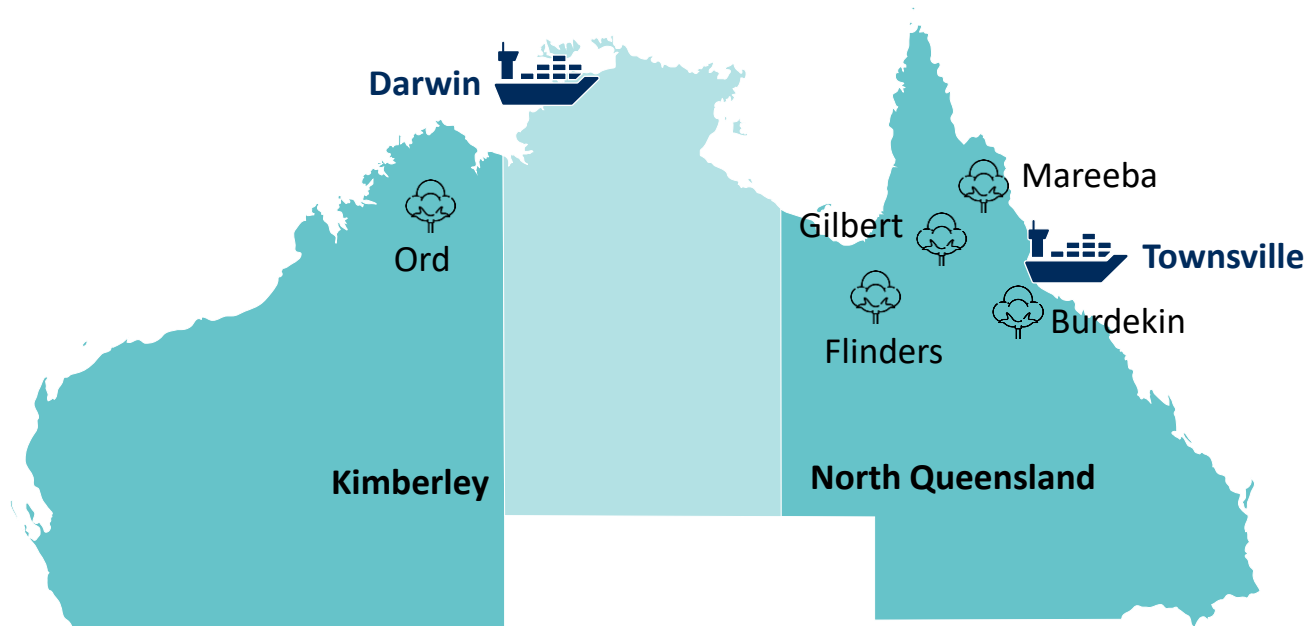 Darwin
Mareeba
Gilbert
Ord
Townsville
Burdekin
Flinders
Kimberley
North Queensland